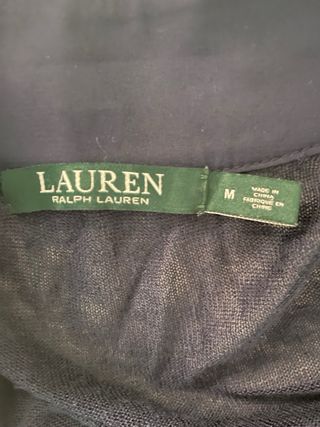 LAUREN
RALPH LAUREN
M
MADE IN
CHINA
FABRIQUÉ EN
CHINE